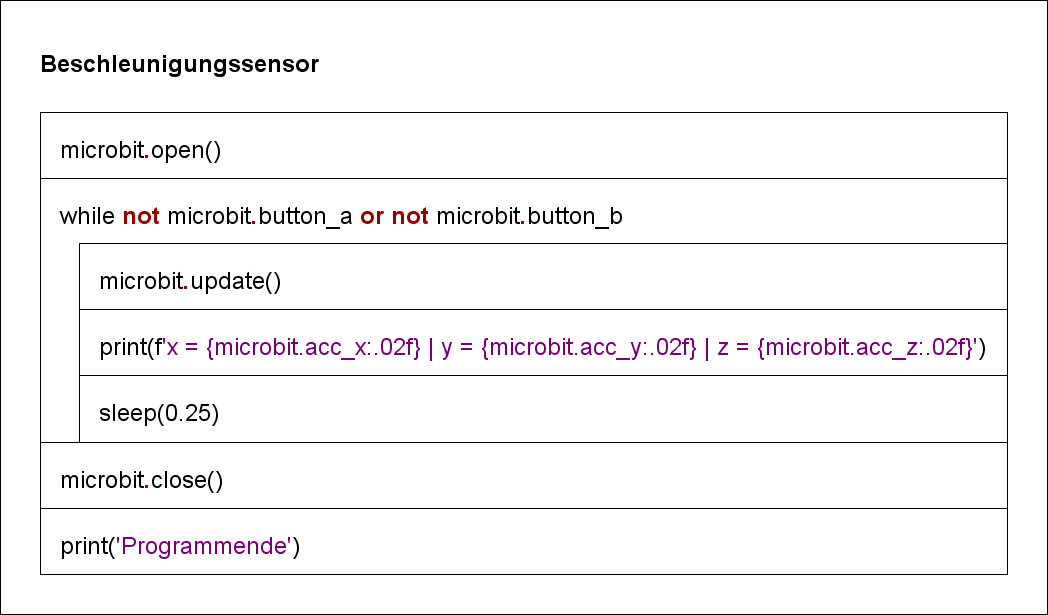 Beschleunigungssensor
microbit.open()
while not microbit.button_a or not microbit.button_b
microbit.update()
print(f'x = {microbit.acc_x:.02f} | y = {microbit.acc_y:.02f} | z = {microbit.acc_z:.02f}')
sleep(0.25)
microbit.close()
print('Programmende')